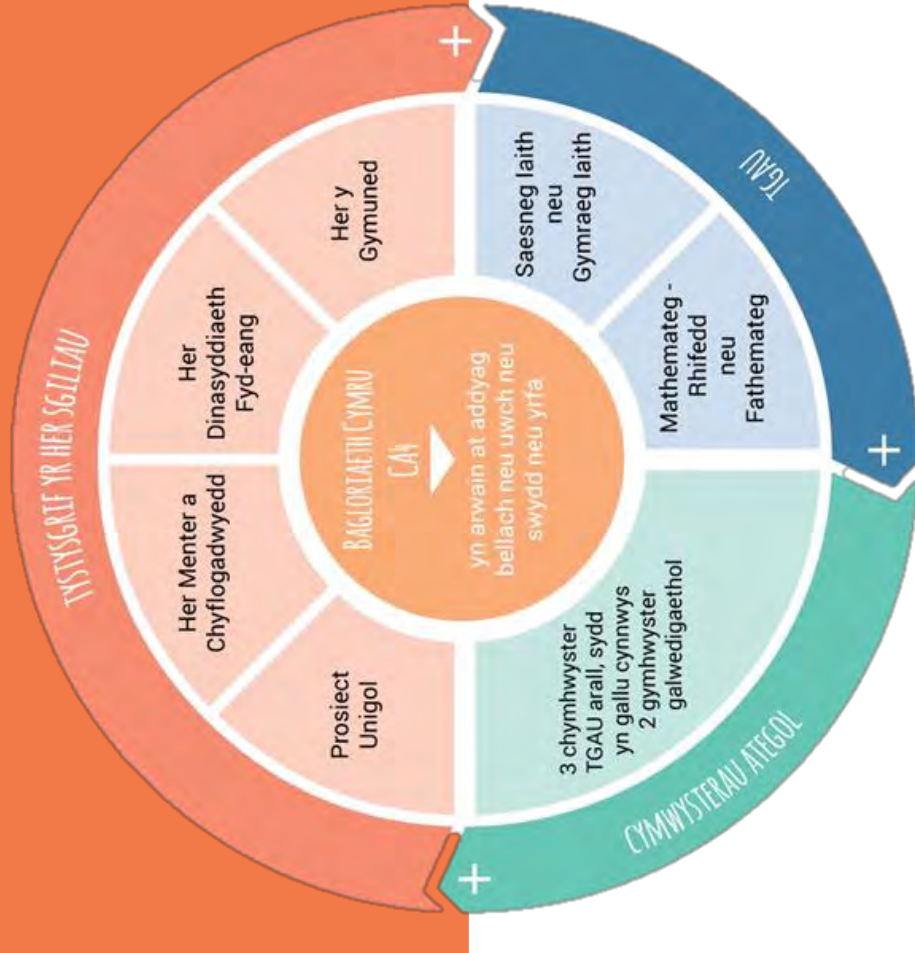 TYSTYSGRIF YR HER SGILIAU
Prosiect
Unigol
Her Menter a
Chyflogadwyedd
Her
Dinasyddiaeth
Fyd-eang
Her y
Gymuned
+
TGAU
Saesneg Iaith
neu
Gymraeg Iaith
Mathemateg -
Rhifedd
neu
Fathemateg
+
CYMWYSTERAU ATEGOL
3 chymhwyster
TGAU arall, sydd
yn gallu cynnwys
2 gymhwyster
galwedigaethol
+
BAGLORIAETH CYMRU
CA4
yn arwain at addyag
bellach neu uwch neu
swydd neu yrfa